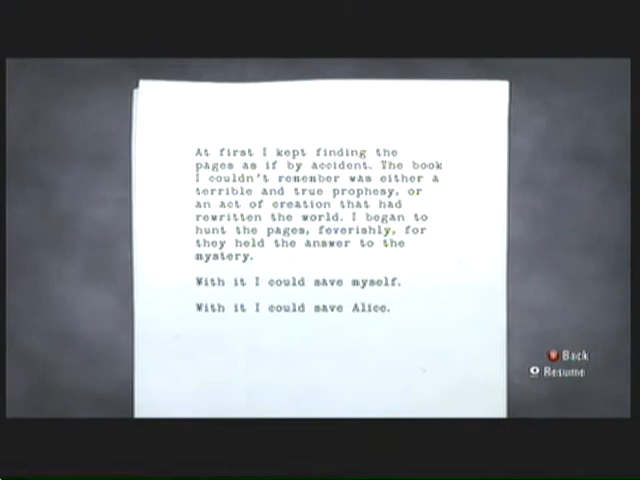 At first I kept finding the
pages as if by accident. The book
I couldn't remember was either a
terrible and true prophesy, or
an act of creation that had
rewritten the world. I began to
hunt the pages, feverishly, for
they held the answer to the
mystery.
With it I could save myself.
With it I could save Alice.
Back
Resume